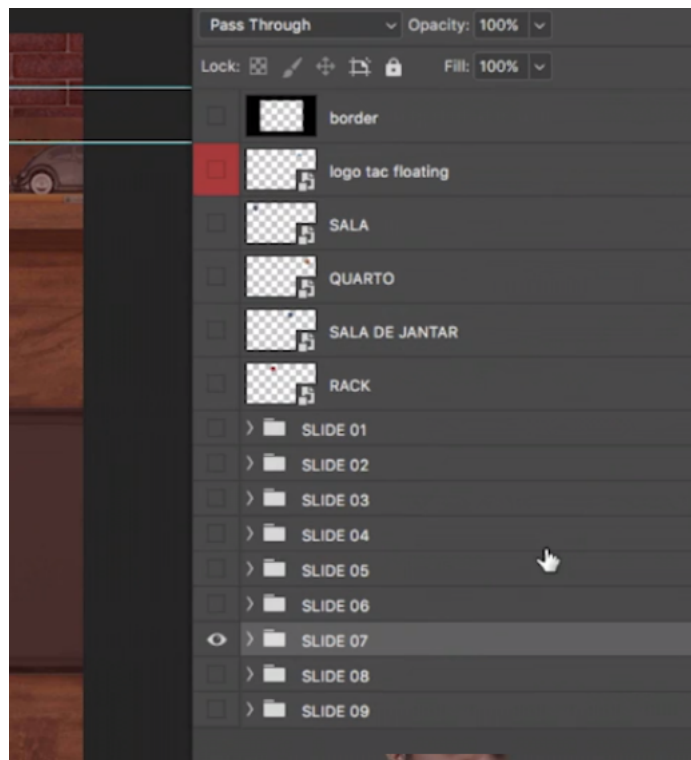 Pass Through Opacity: 100%
Lock: Fill: 100%
border
logo tac floating
SALA
QUARTO
SALA DE JANTAR
RACK
SLIDE 01
SLIDE 02
SLIDE 03
SLIDE 04
SLIDE 05
SLIDE 06
SLIDE 07
SLIDE 08
SLIDE 09